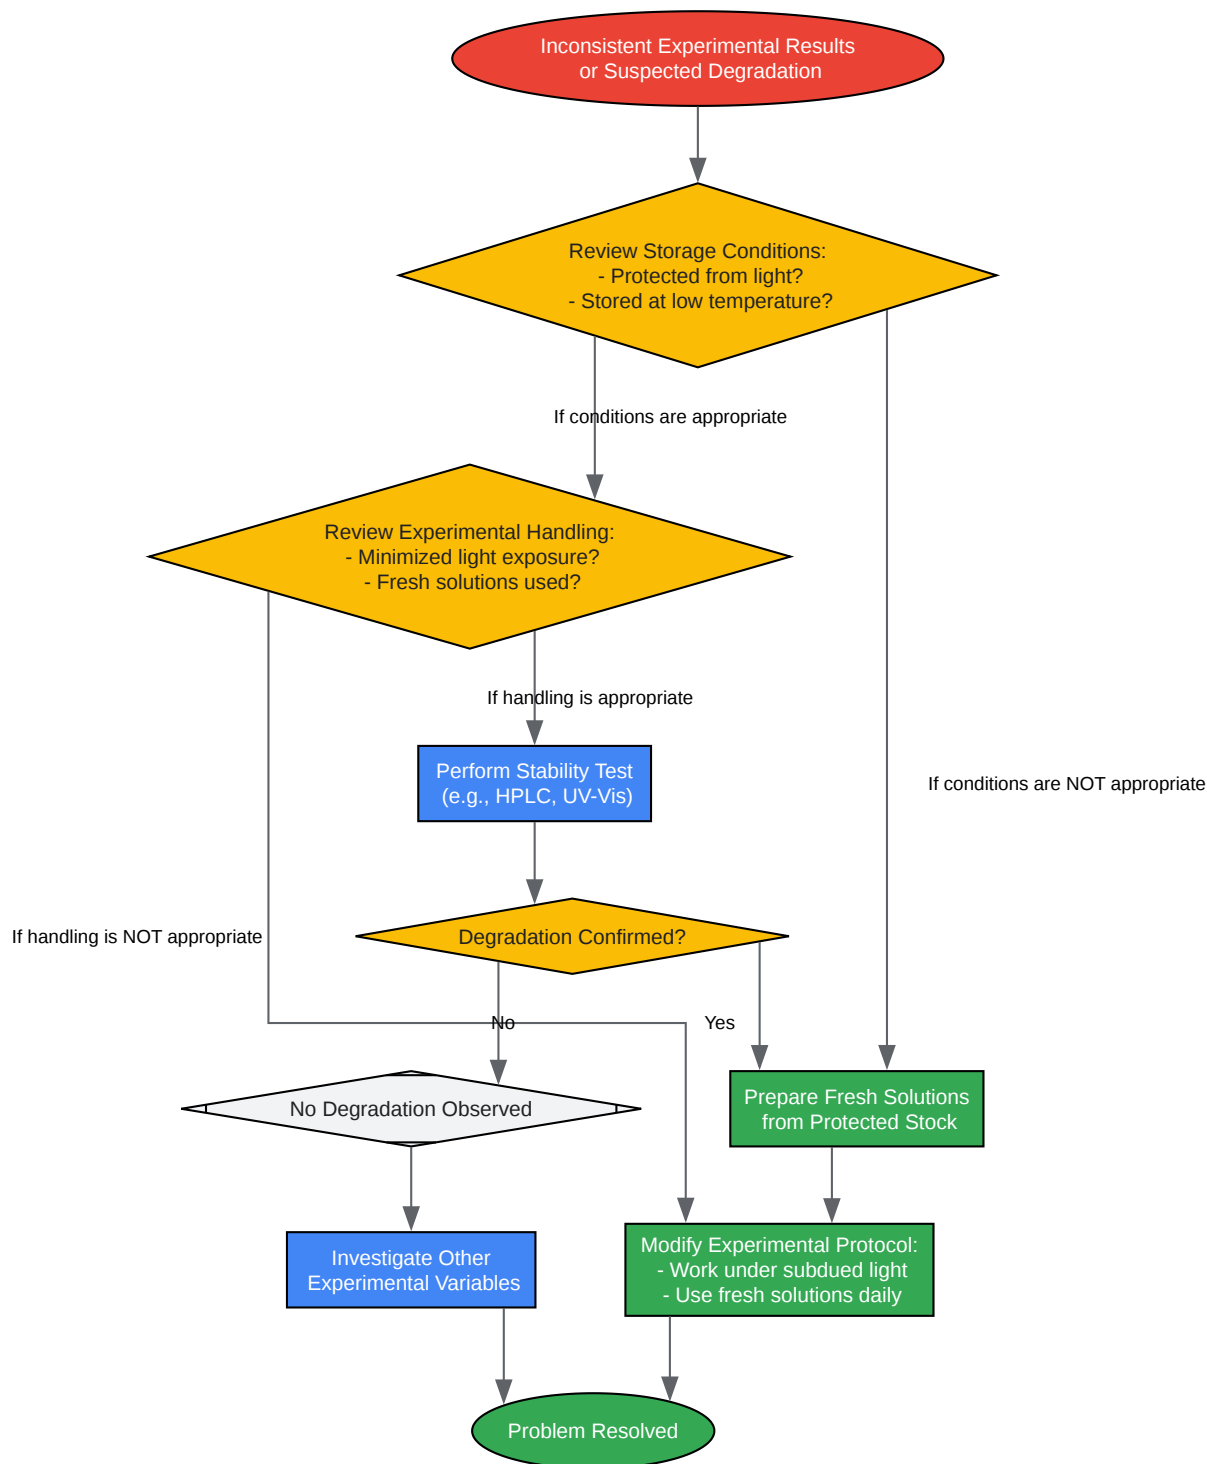 Inconsistent Experimental Results
or Suspected Degradation
Review Storage Conditions:
- Protected from light?
- Stored at low temperature?
If conditions are appropriate
Review Experimental Handling:
- Minimized light exposure?
- Fresh solutions used?
If handling is appropriate
Perform Stability Test
(e.g., HPLC, UV-Vis)
If conditions are NOT appropriate
If handling is NOT appropriate
Degradation Confirmed?
No
Yes
No Degradation Observed
Prepare Fresh Solutions
from Protected Stock
Investigate Other
Experimental Variables
Modify Experimental Protocol:
- Work under subdued light
- Use fresh solutions daily
Problem Resolved